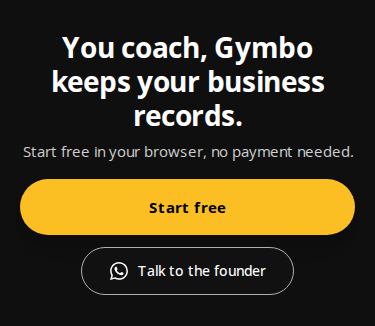 You coach, Gymbo
keeps your business
records.
Start free in your browser, no payment needed.
Start free
Talk to the founder